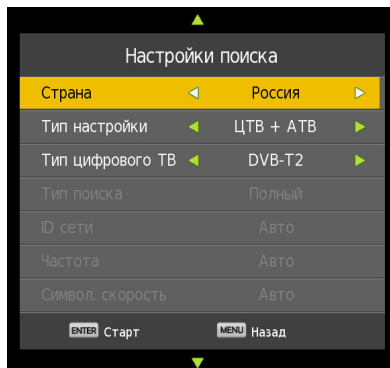 Настройки поиска
Страна Россия
Тип настройки ЦТВ + АТВ
Тип цифрового ТВ DVB-T2
Тип поиска Полный
ID сети Авто
Частота Авто
Символ. скорость Авто
ENTER Старт MENU Назад